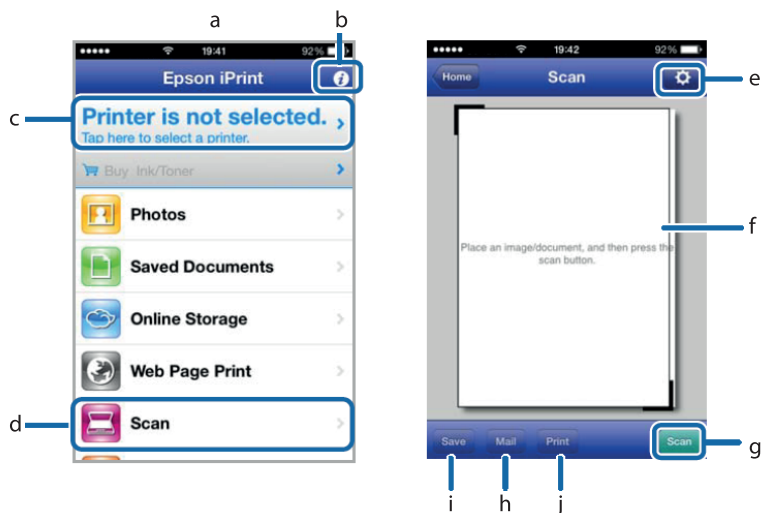 a
b
19:41
92%
Epson iPrint
i
c
Printer is not selected.
Tap here to select a printer.
Buy Ink/Toner
Photos
Saved Documents
Online Storage
Web Page Print
d
Scan
19:42
92%
Home
Scan
e
f
Place an image/document, and then press the
scan button.
Save
Mail
Print
Scan
g
i
h
j